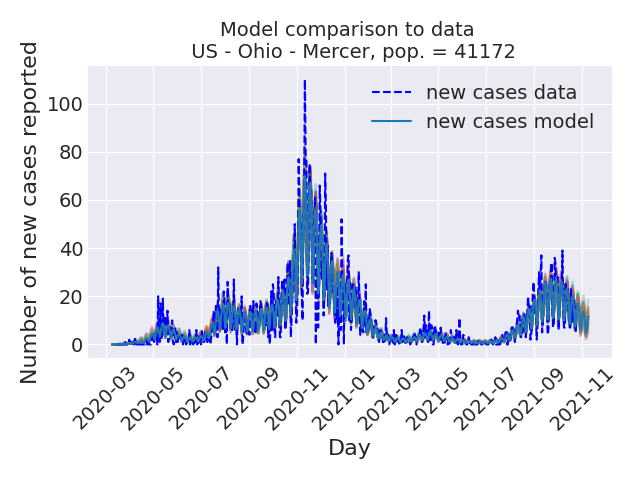 Model comparison to data
US - Ohio - Mercer, pop. = 41172
Number of new cases reported
100
80
60
40
20
0
new cases data
new cases model
2020-03
2020-05
2020-07
2020-09
2020-11
2021-01
2021-03
2021-05
2021-07
2021-09
2021-11
Day